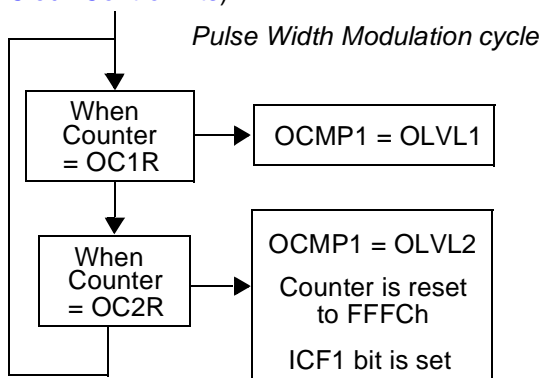 Pulse Width Modulation cycle
When
Counter
= OC1R
OCMP1 = OLVL1
When
Counter
= OC2R
OCMP1 = OLVL2
Counter is reset
to FFFCh
ICF1 bit is set